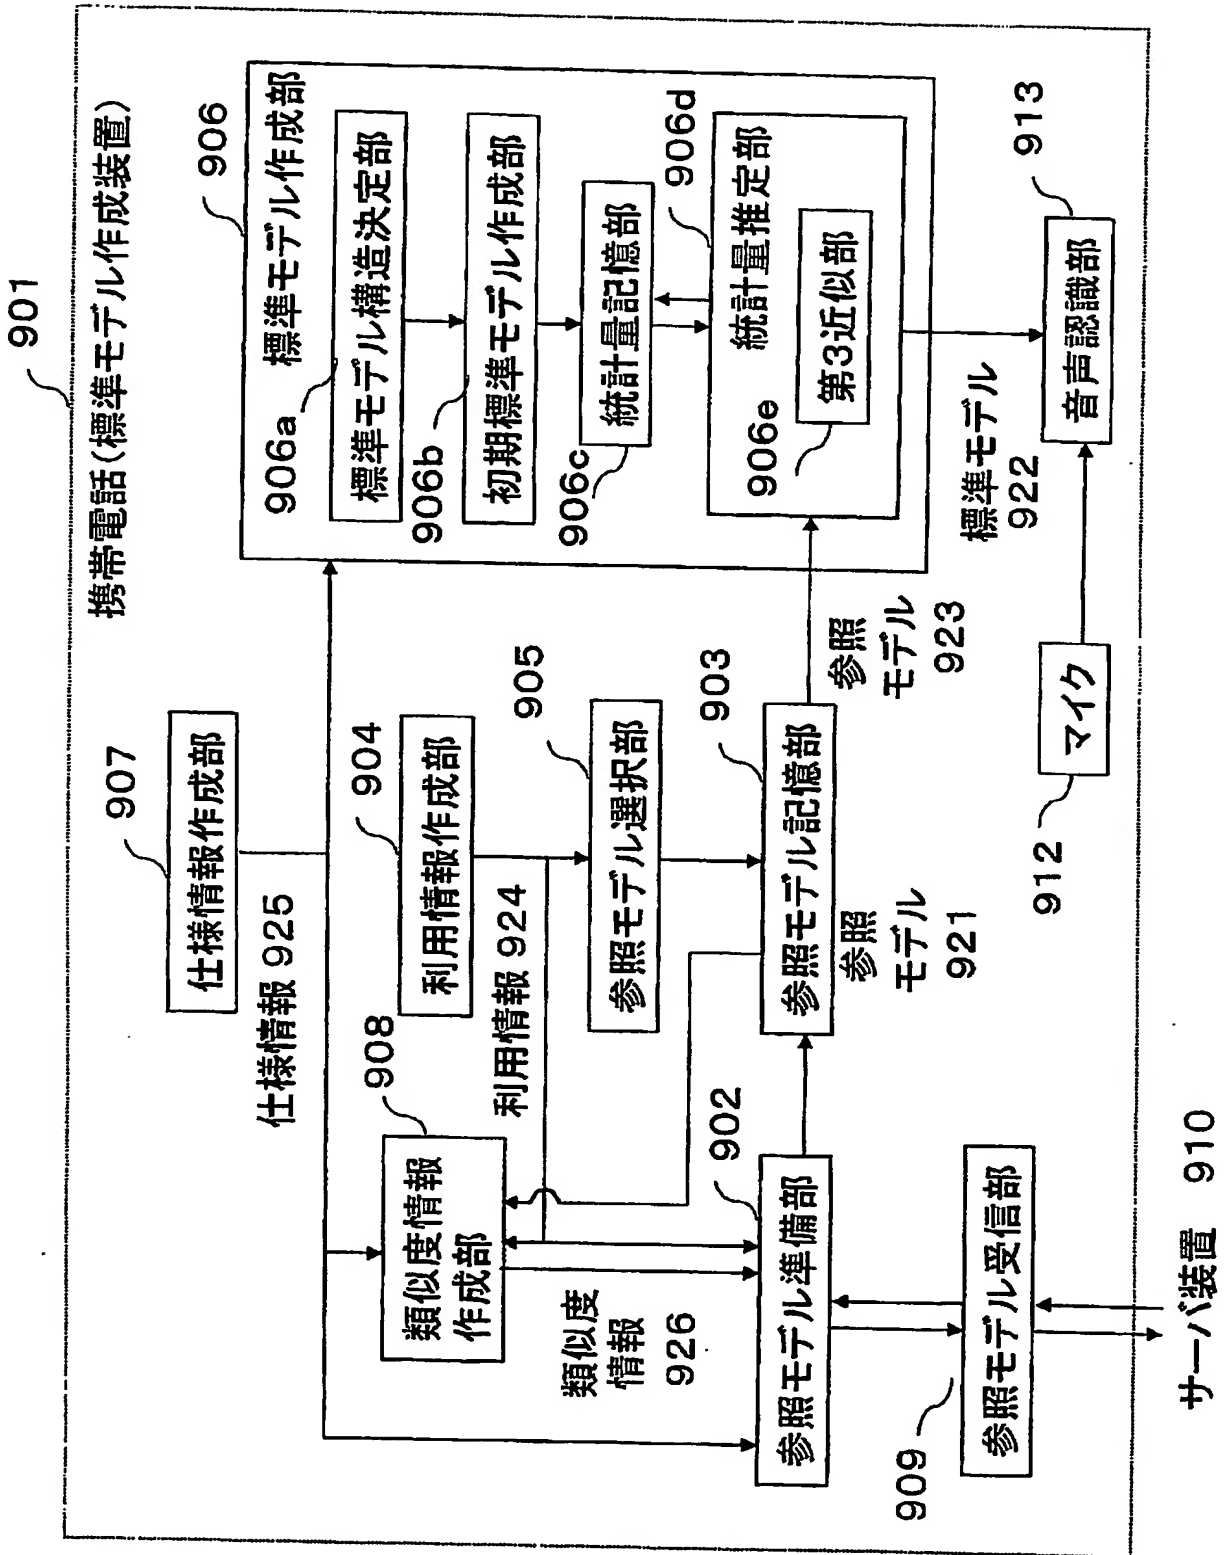 901
携帯電話(標準モデル作成装置)
907
仕様情報作成部
仕様情報 925
906
標準モデル作成部
906a
標準モデル構造決定部
906b
初期標準モデル作成部
統計量記憶部
906c
906d
統計量推定部
906e
第3近似部
904
利用情報作成部
利用情報 924
905
参照モデル選択部
903
参照モデル記憶部
参照
モデル
921
参照
モデル
923
908
類似度情報
作成部
類似度
情報
926
902
参照モデル準備部
909
参照モデル受信部
標準モデル
922
913
音声認識部
マイク
912
サーバ装置 910